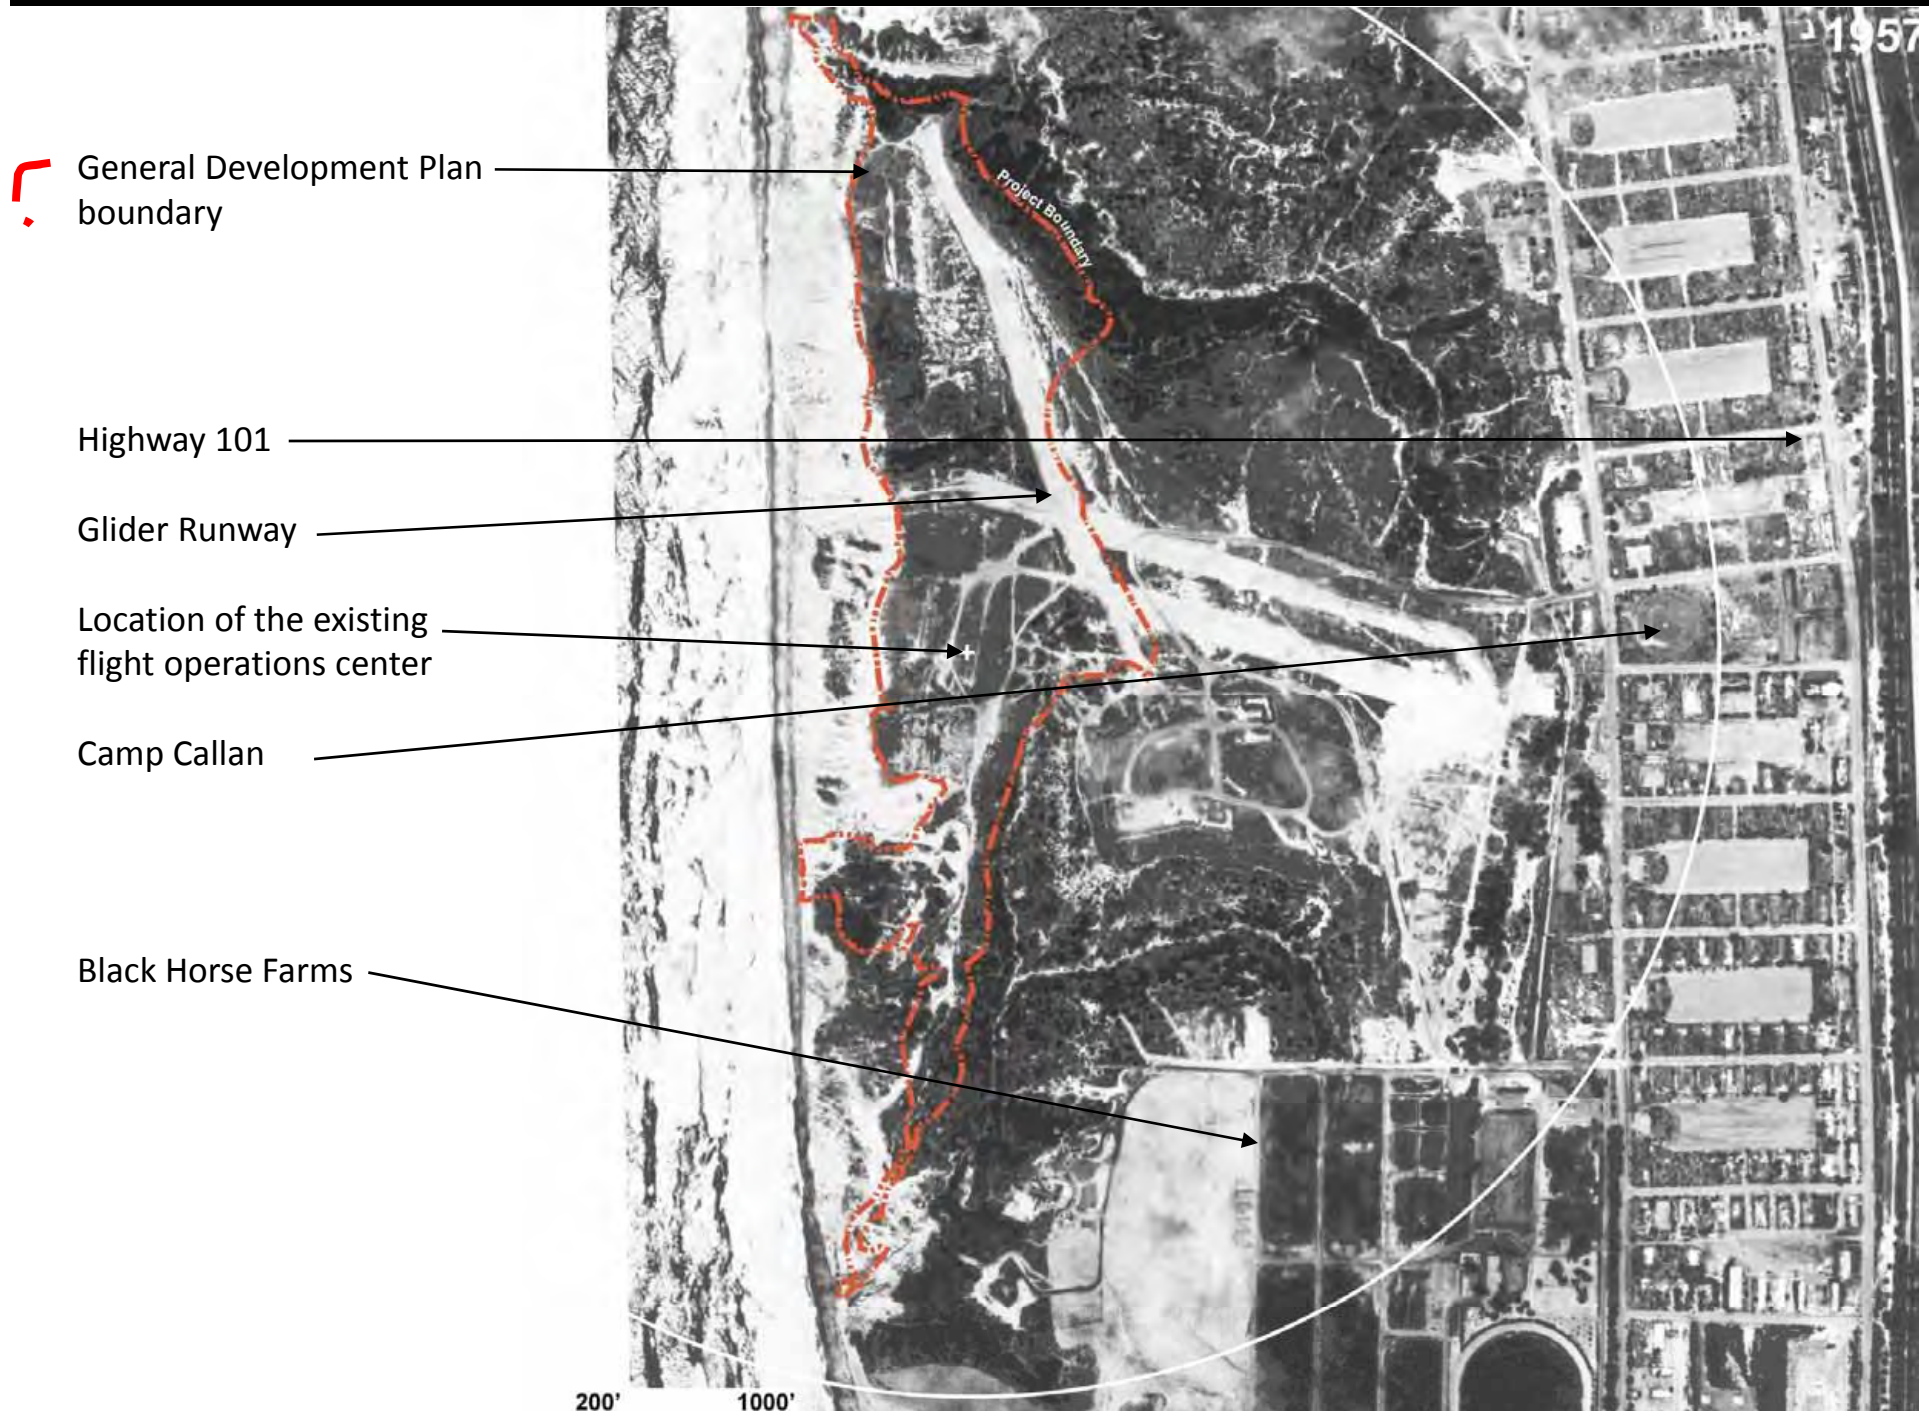 1957
General Development Plan
boundary
Project Boundary
Highway 101
Glider Runway
Location of the existing
flight operations center
Camp Callan
Black Horse Farms
200' 1000'